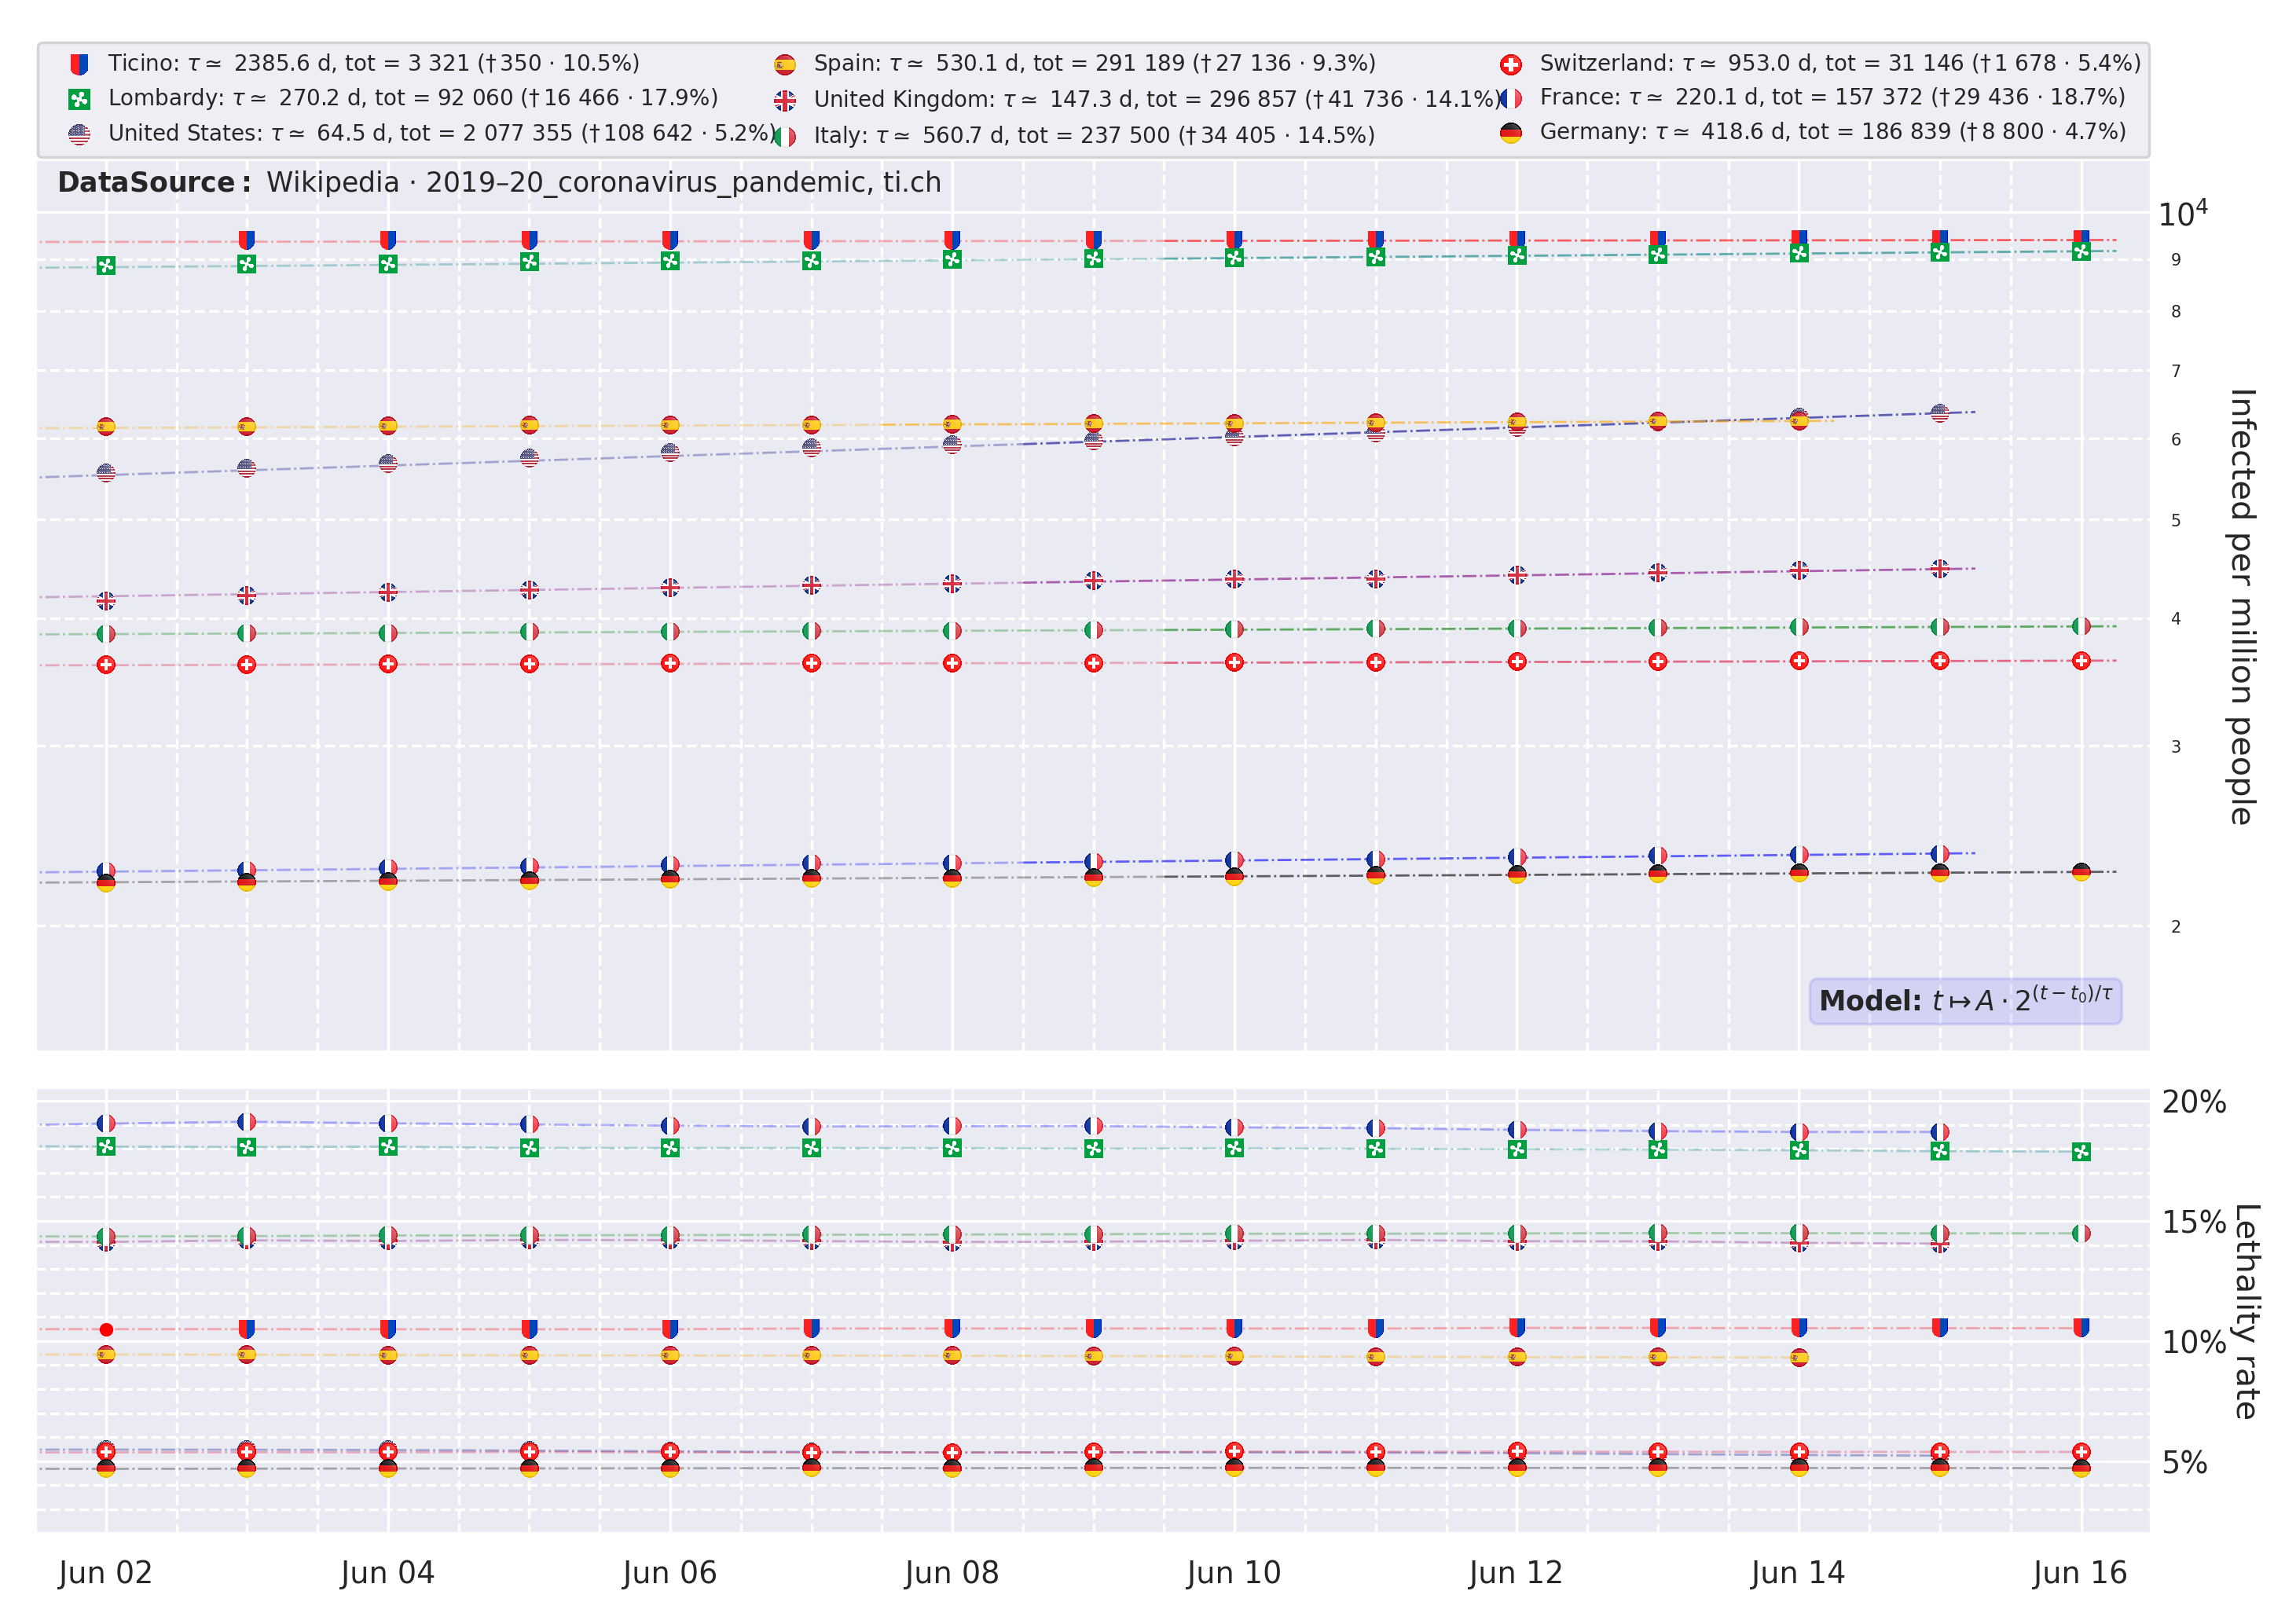 Ticino: τ ≃ 2385.6 d, tot = 3 321 (†350 · 10.5%)
Lombardy: τ ≃ 270.2 d, tot = 92 060 (†16 466 · 17.9%)
United States: τ ≃ 64.5 d, tot = 2 077 355 (†108 642 · 5.2%)
Spain: τ ≃ 530.1 d, tot = 291 189 (†27 136 · 9.3%)
United Kingdom: τ ≃ 147.3 d, tot = 296 857 (†41 736 · 14.1%)
Italy: τ ≃ 560.7 d, tot = 237 500 (†34 405 · 14.5%)
Switzerland: τ ≃ 953.0 d, tot = 31 146 (†1 678 · 5.4%)
France: τ ≃ 220.1 d, tot = 157 372 (†29 436 · 18.7%)
Germany: τ ≃ 418.6 d, tot = 186 839 (†8 800 · 4.7%)
DataSource: Wikipedia · 2019–20_coronavirus_pandemic, ti.ch
10⁴
9
8
7
6
5
4
3
2
Infected per million people
Model: t ↦ A · 2^(t − t₀)/τ
20%
15%
10%
5%
Lethality rate
Jun 02 Jun 04 Jun 06 Jun 08 Jun 10 Jun 12 Jun 14 Jun 16